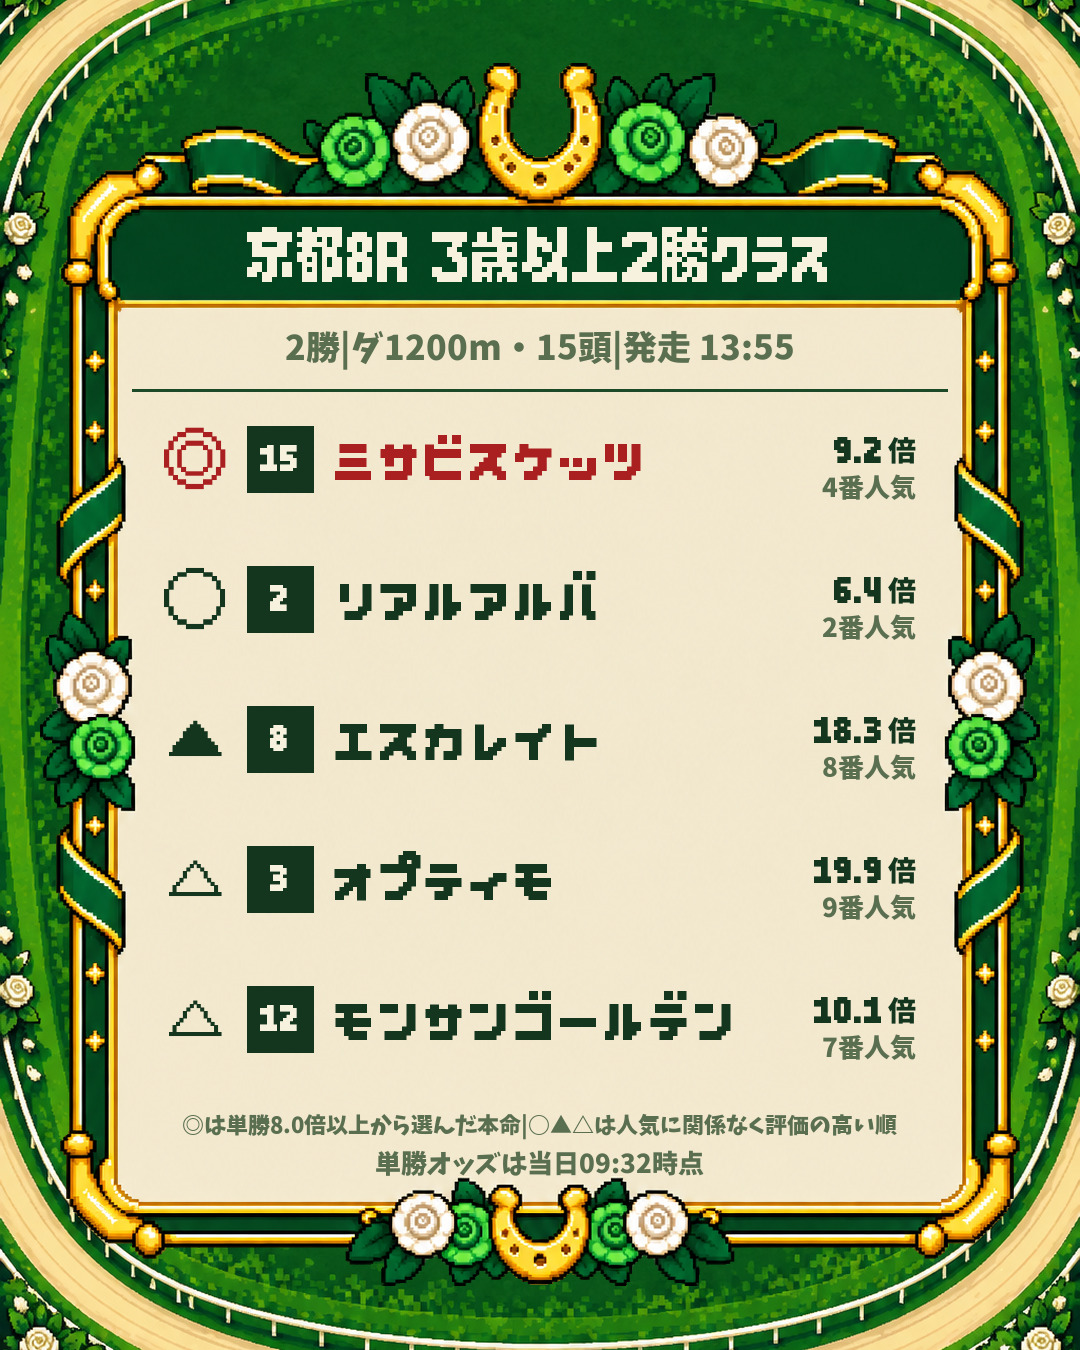 京都8R 3歳以上2勝クラス
2勝|ダ1200m・15頭|発走 13:55
◎ 15 ミサビスケッツ 9.2倍
4番人気
○ 2 リアルアルバ 6.4倍
2番人気
▲ 8 エスカレイト 18.3倍
8番人気
△ 3 オプティモ 19.9倍
9番人気
△ 12 モンサンゴールデン 10.1倍
7番人気
◎は単勝8.0倍以上から選んだ本命|○▲△は人気に関係なく評価の高い順
単勝オッズは当日09:32時点